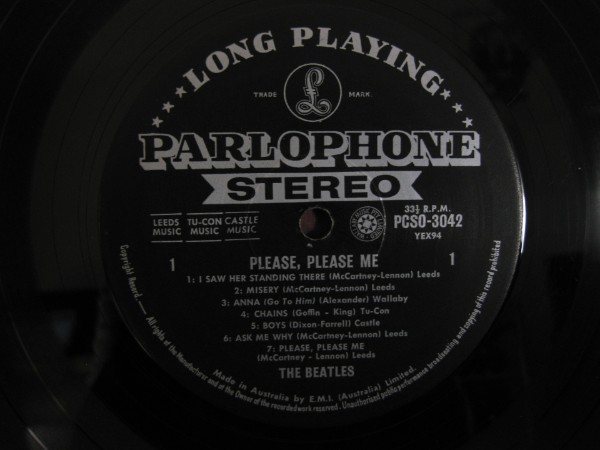 LONG PLAYING
TRADE MARK.
£
PARLOPHONE
STEREO
LEEDS MUSIC
TU-CON MUSIC
CASTLE MUSIC
33⅓ R.P.M.
PCSO-3042
YEX94
1 PLEASE, PLEASE ME 1
1: I SAW HER STANDING THERE (McCartney-Lennon) Leeds
2: MISERY (McCartney-Lennon) Leeds
3: ANNA (Go To Him) (Alexander) Wallaby
4: CHAINS (Goffin - King) Tu-Con
5: BOYS (Dixon-Farrell) Castle
6: ASK ME WHY (McCartney-Lennon) Leeds
7: PLEASE, PLEASE ME
(McCartney - Lennon) Leeds
THE BEATLES
Made in Australia by E.M.I. (Australia) Limited.
Copyright Record.— All rights of the Manufacturer and of the Owner of the recorded work reserved. Unauthorised public performance broadcasting and copying of this record prohibited